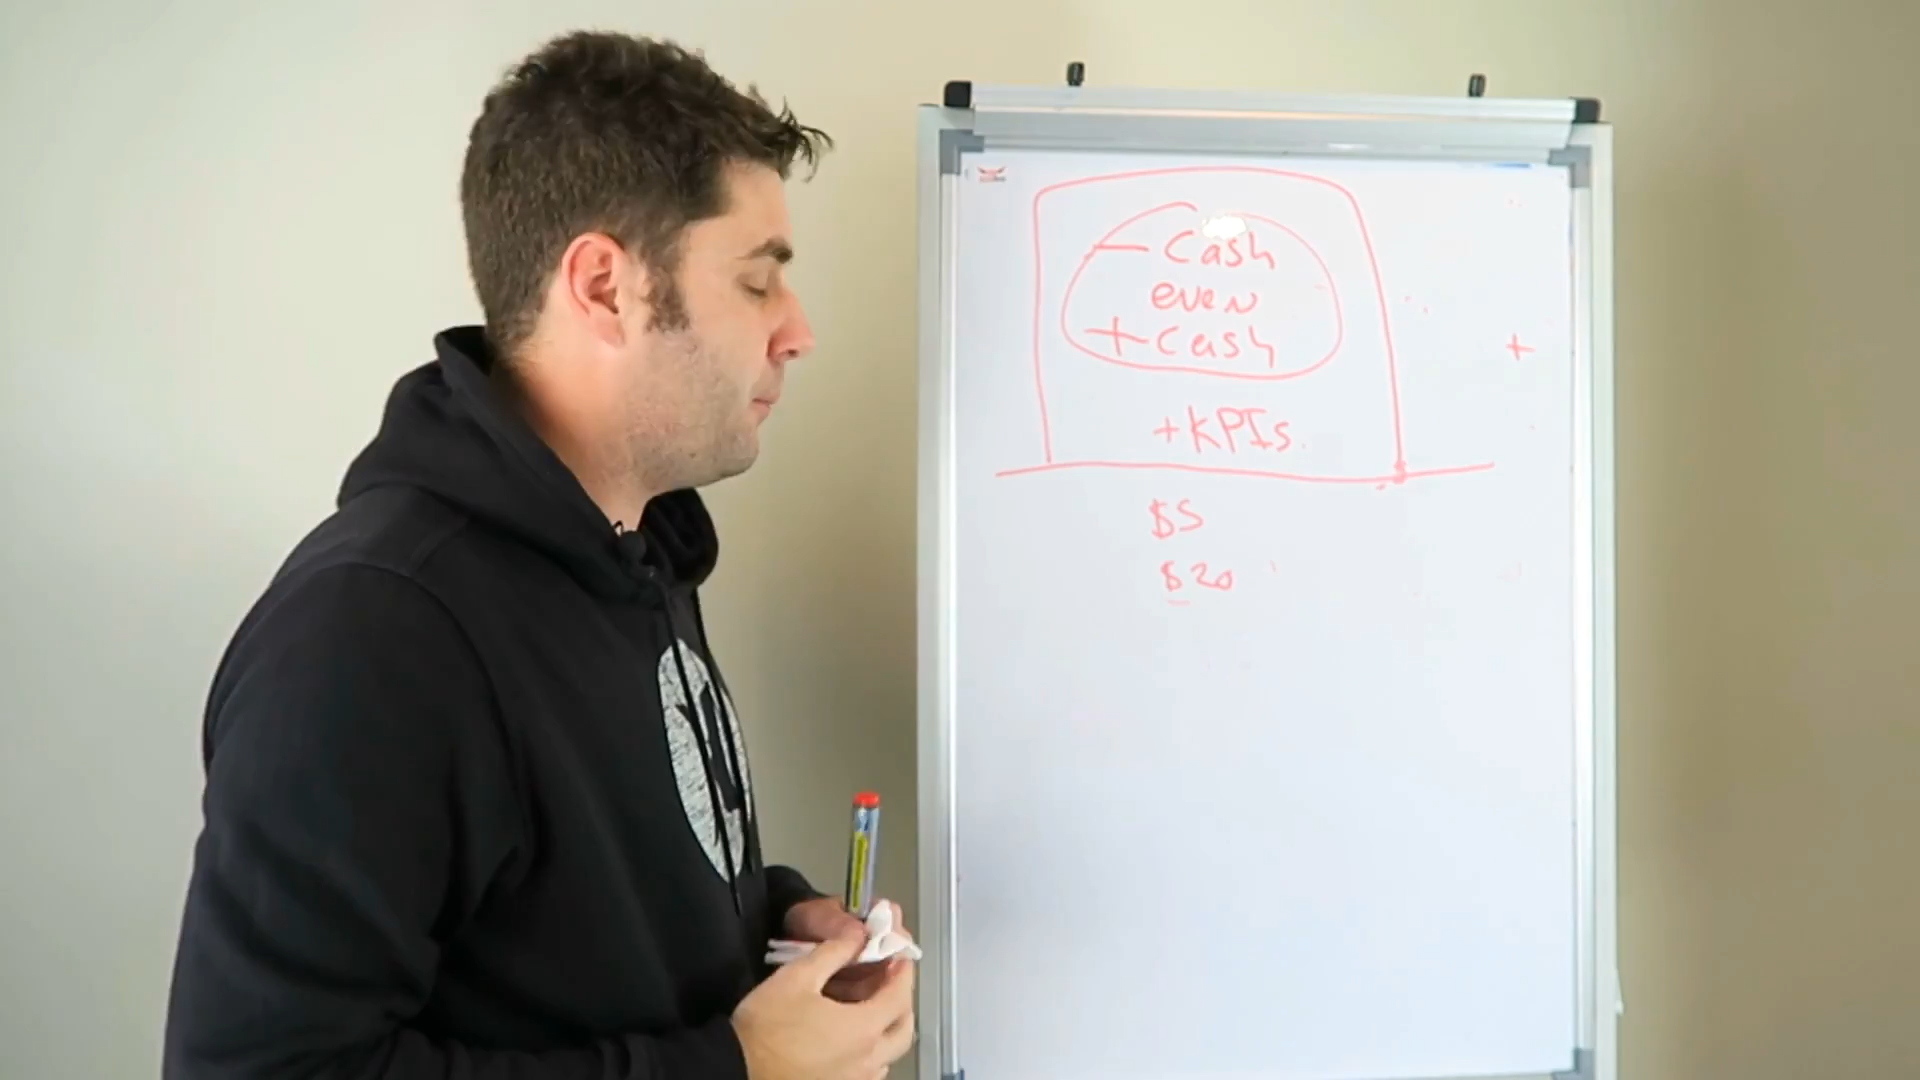 - Cash
even
+ Cash
+
+ KPIs
$5
$20